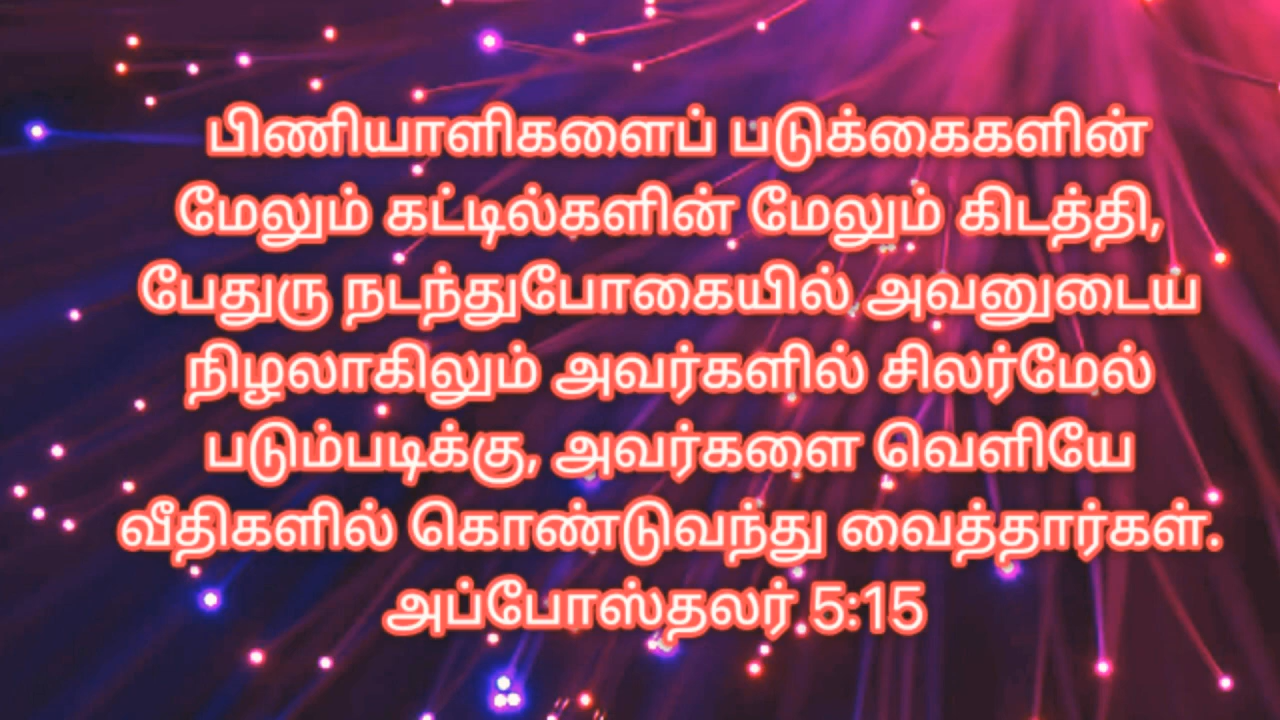 பிணியாளிகளைப் படுக்கைகளின்
மேலும் கட்டில்களின் மேலும் கிடத்தி,
பேதுரு நடந்துபோகையில் அவனுடைய
நிழலாகிலும் அவர்களில் சிலர்மேல்
படும்படிக்கு, அவர்களை வெளியே
வீதிகளில் கொண்டுவந்து வைத்தார்கள்.
அப்போஸ்தலர் 5:15